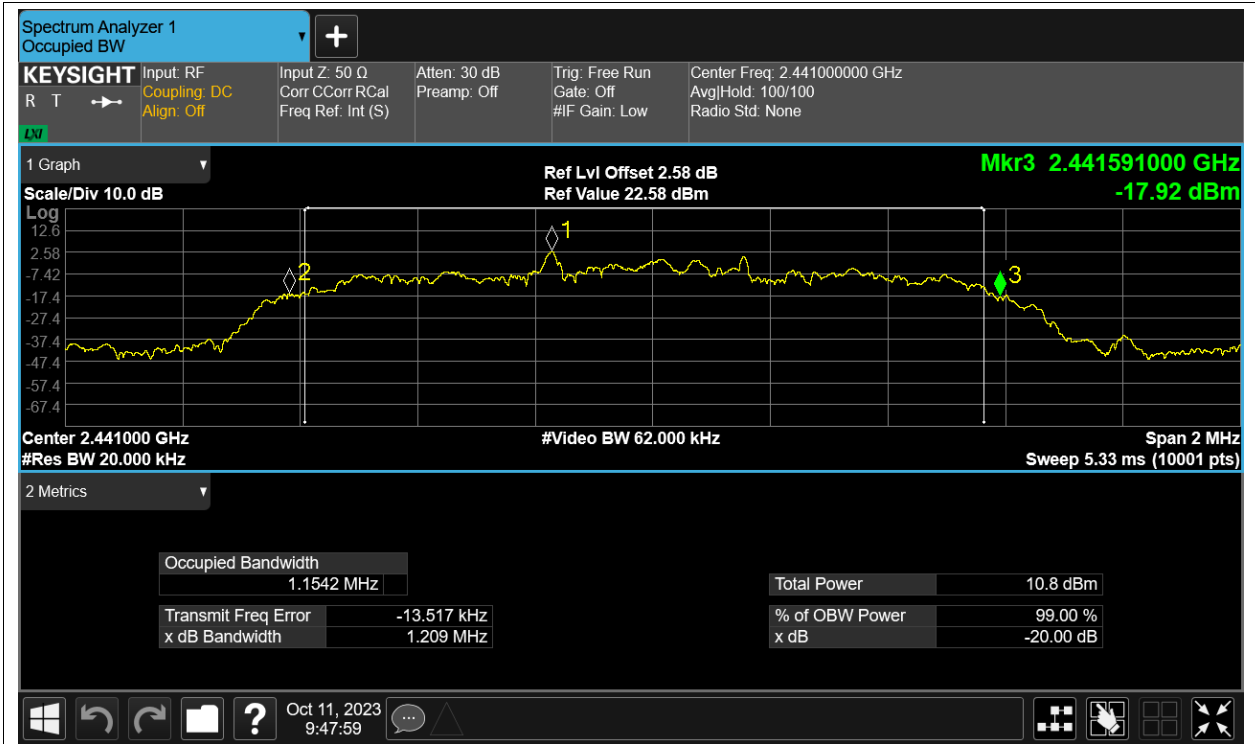 Spectrum Analyzer 1
Occupied BW
KEYSIGHT
R T
LXI
Input: RF
Coupling: DC
Align: Off
Input Z: 50 Ω
Corr CCorr RCal
Freq Ref: Int (S)
Atten: 30 dB
Preamp: Off
Trig: Free Run
Gate: Off
#IF Gain: Low
Center Freq: 2.441000000 GHz
Avg|Hold: 100/100
Radio Std: None
1 Graph
Scale/Div 10.0 dB
Ref Lvl Offset 2.58 dB
Ref Value 22.58 dBm
Mkr3 2.441591000 GHz
-17.92 dBm
Log
12.6
2.58
-7.42
-17.4
-27.4
-37.4
-47.4
-57.4
-67.4
1
2
3
Center 2.441000 GHz
#Video BW 62.000 kHz
Span 2 MHz
#Res BW 20.000 kHz
Sweep 5.33 ms (10001 pts)
2 Metrics
Occupied Bandwidth
1.1542 MHz
Transmit Freq Error -13.517 kHz
x dB Bandwidth 1.209 MHz
Total Power 10.8 dBm
% of OBW Power 99.00 %
x dB -20.00 dB
?
Oct 11, 2023
9:47:59